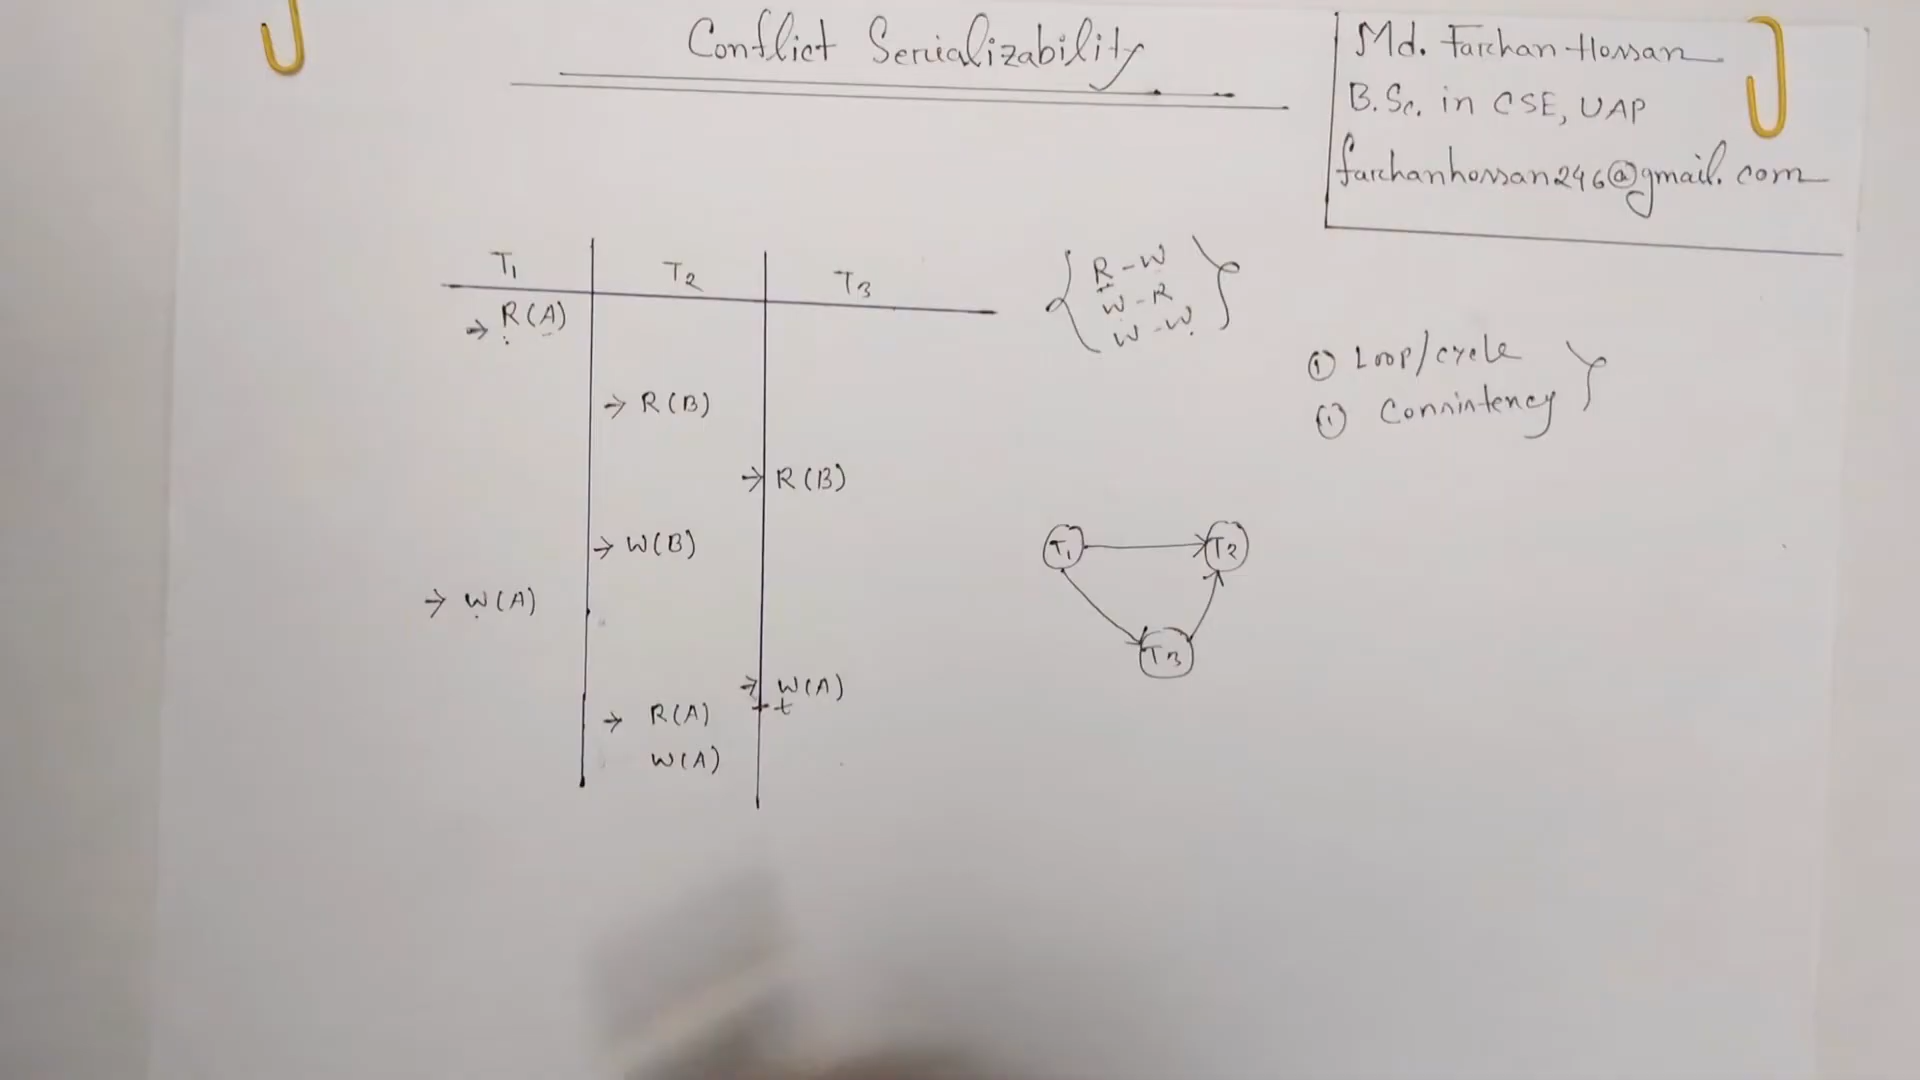 Conflict Serializability
Md. Farhan Hossan
B.Sc. in CSE, UAP
farhanhossan246@gmail.com
T1 T2 T3
→ R(A)
→ R(B)
→ R(B)
→ W(B)
→ W(A)
→ W(A)
→ R(A)
W(A)
R-W
W-R
W-W
① Loop/cycle
① Consistency
T1 T2
T3